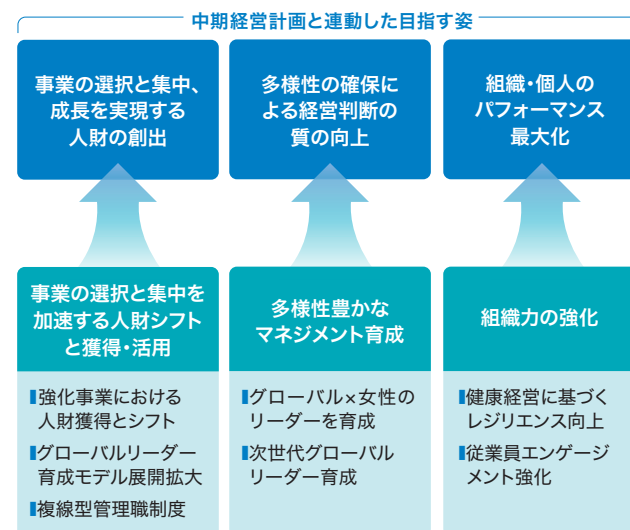 中期経営計画と連動した目指す姿
事業の選択と集中、
成長を実現する
人財の創出
多様性の確保に
よる経営判断の
質の向上
組織・個人の
パフォーマンス
最大化
事業の選択と集中を
加速する人財シフト
と獲得・活用
多様性豊かな
マネジメント育成
組織力の強化
強化事業における
人財獲得とシフト
グローバルリーダー
育成モデル展開拡大
複線型管理職制度
グローバル×女性の
リーダーを育成
次世代グローバル
リーダー育成
健康経営に基づく
レジリエンス向上
従業員エンゲージ
メント強化